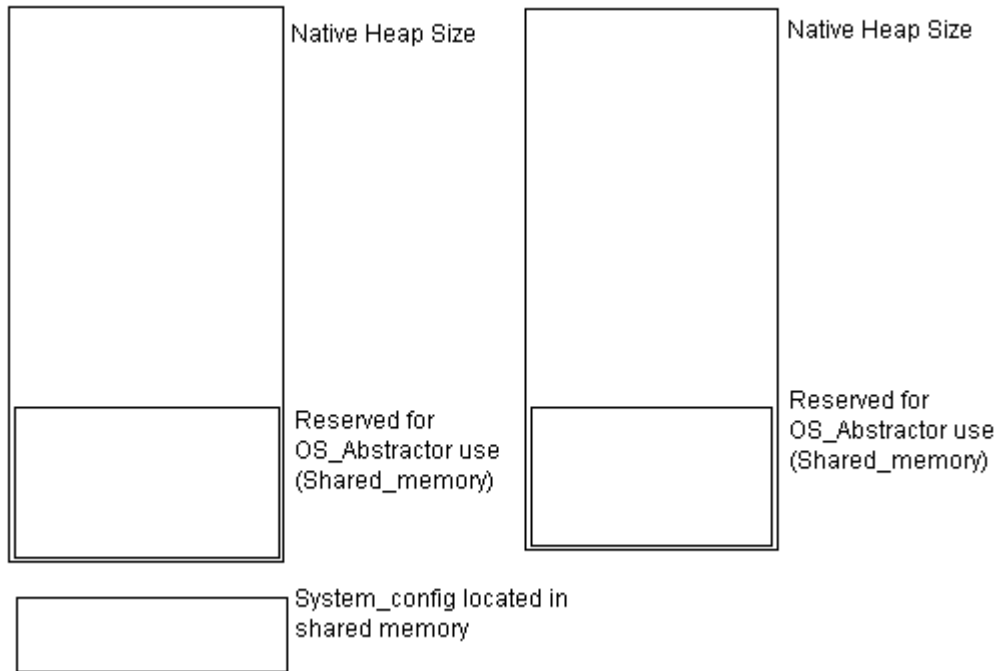 Native Heap Size
Native Heap Size
Reserved for
OS_Abstractor use
(Shared_memory)
Reserved for
OS_Abstractor use
(Shared_memory)
System_config located in
shared memory